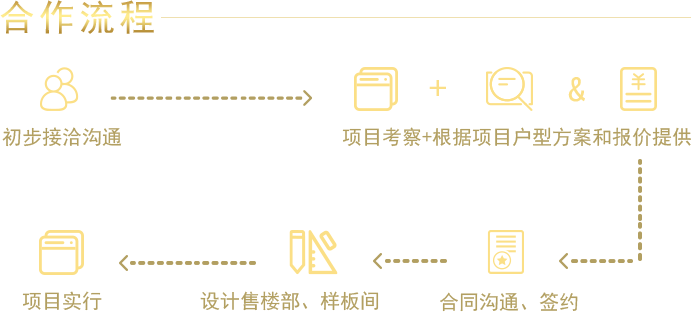 合作流程
+ & ¥
初步接洽沟通
项目考察+根据项目户型方案和报价提供
项目实行
设计售楼部、样板间
合同沟通、签约